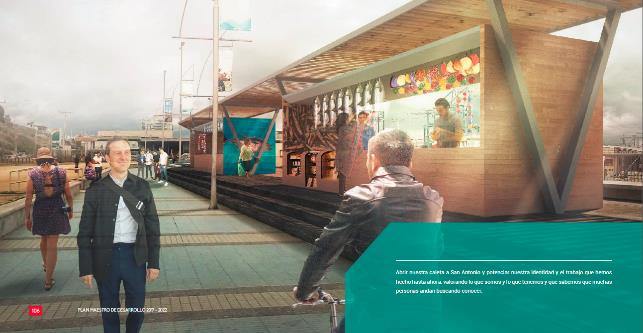 Abrir nuestra caleta a San Antonio y potenciar nuestra identidad y el trabajo que hemos
hecho hasta ahora, valorando lo que somos y lo que tenemos y que sabemos que muchas
personas andan buscando conocer.
106
PLAN MAESTRO DE DESARROLLO 2017 - 2022